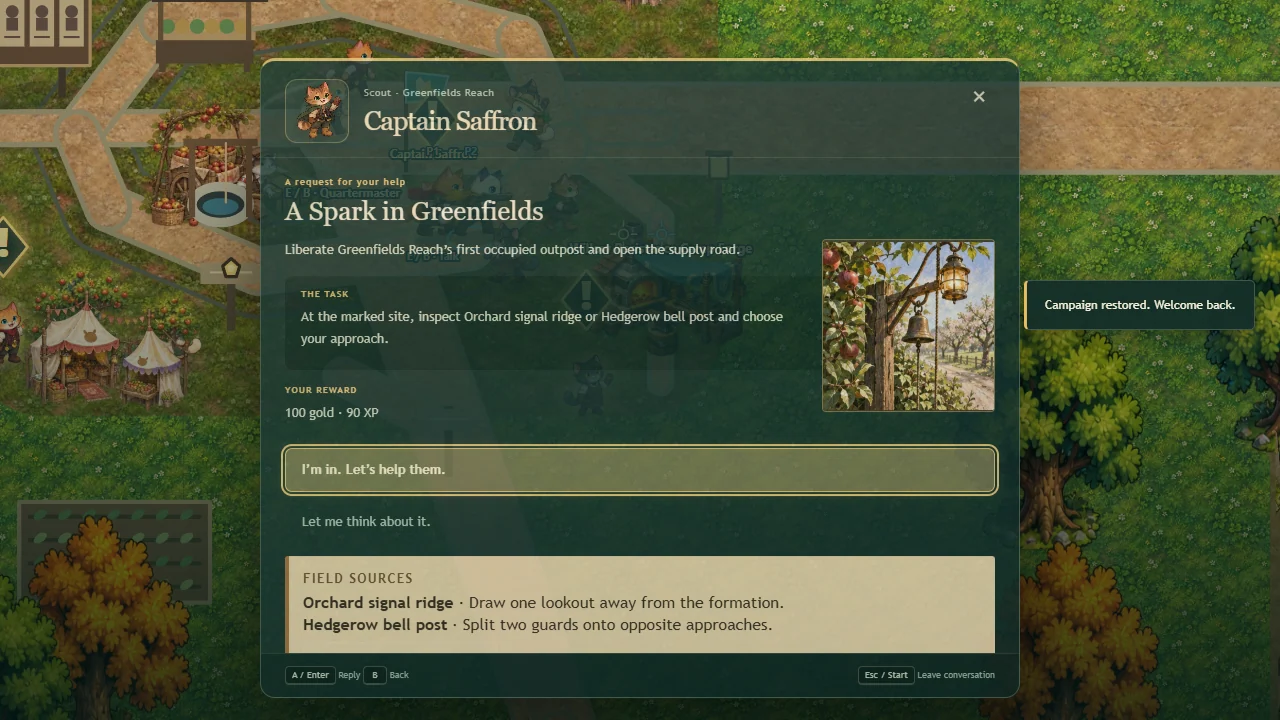 Scout · Greenfields Reach
Captain Saffron
A request for your help
E / B · Quartermaster
A Spark in Greenfields
Liberate Greenfields Reach’s first occupied outpost and open the supply road.
THE TASK
At the marked site, inspect Orchard signal ridge or Hedgerow bell post and choose
your approach.
YOUR REWARD
100 gold · 90 XP
I’m in. Let’s help them.
Let me think about it.
FIELD SOURCES
Orchard signal ridge · Draw one lookout away from the formation.
Hedgerow bell post · Split two guards onto opposite approaches.
A / Enter Reply B Back
Esc / Start Leave conversation
Campaign restored. Welcome back.